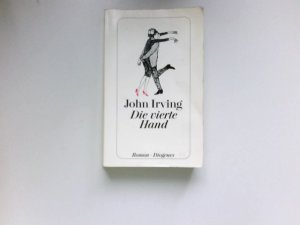 John Irving
Die vierte
Hand
Roman · Diogenes